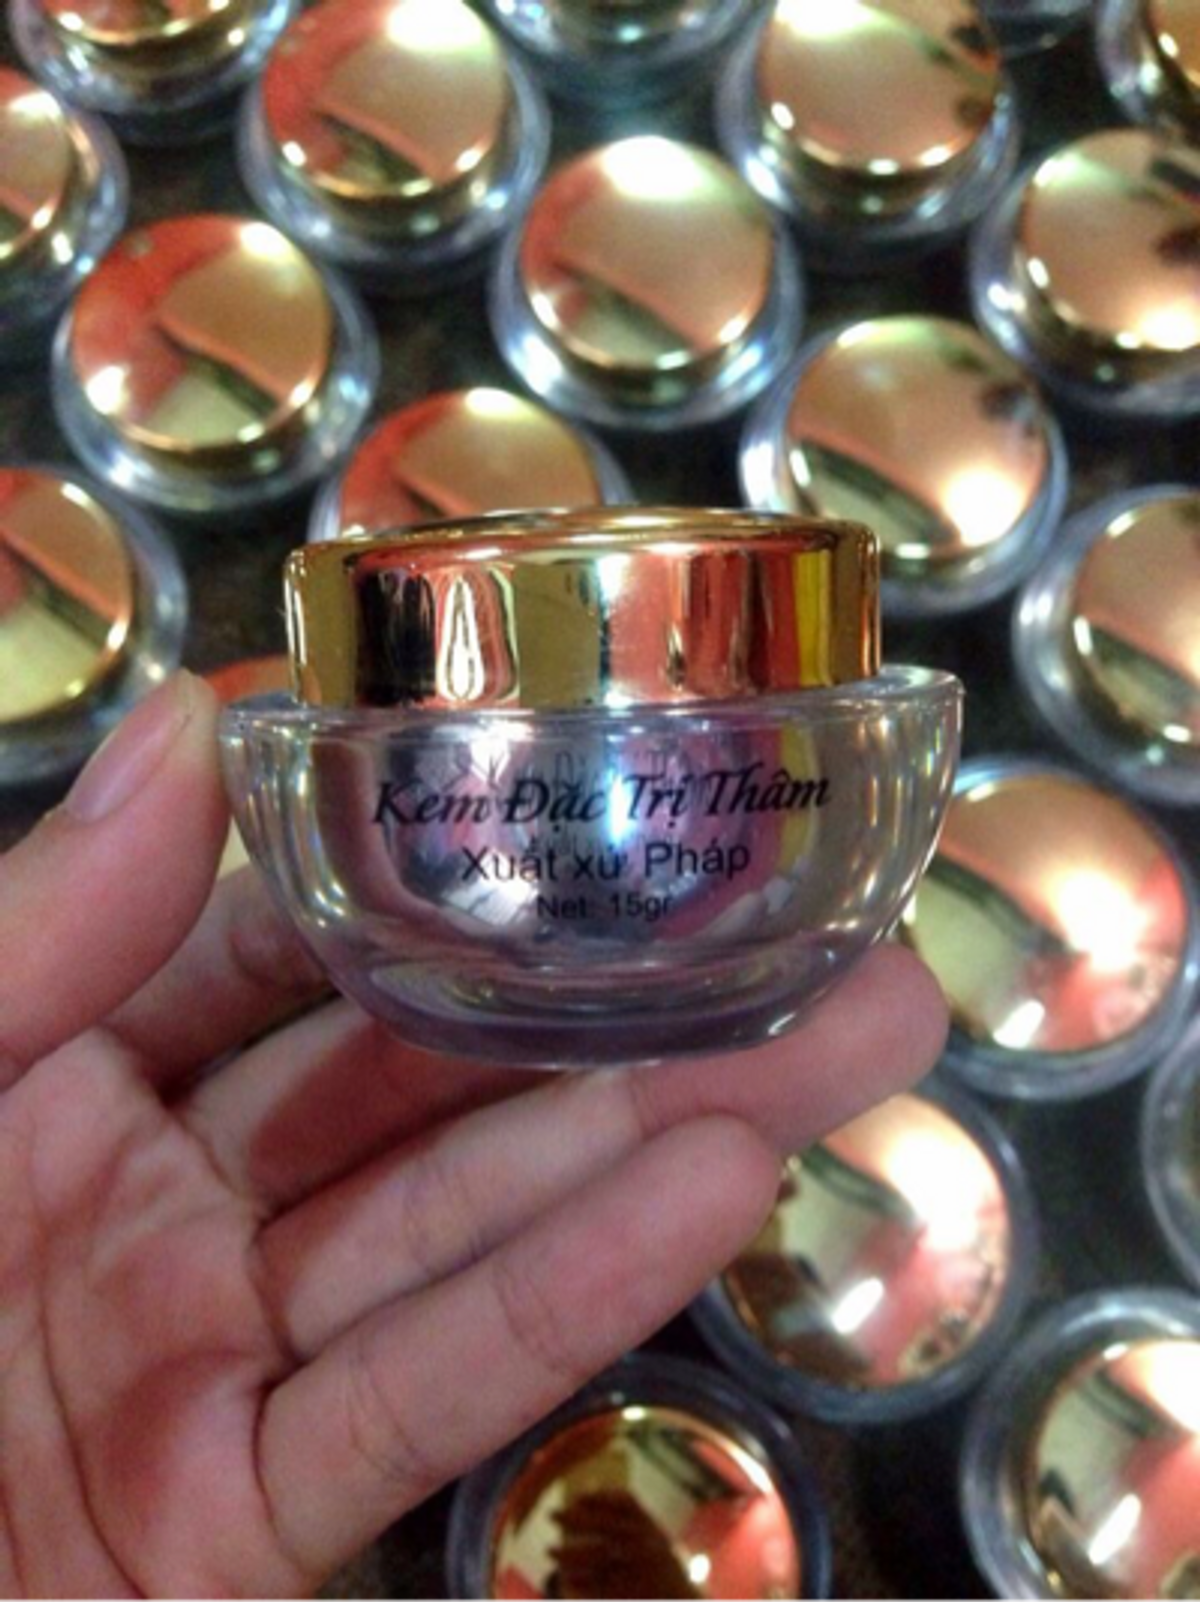 Kem Đặc Trị Thâm
Xuất xứ Pháp
Net: 15gr